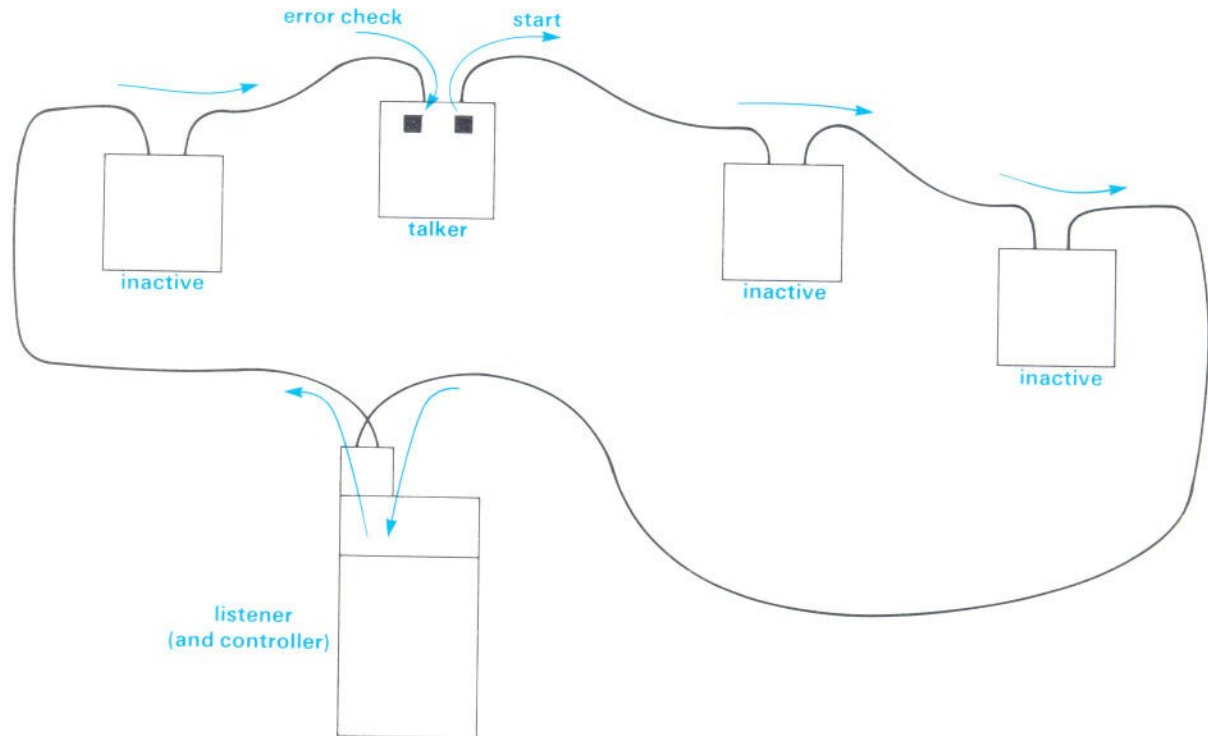 error check
start
talker
inactive
inactive
inactive
listener
(and controller)